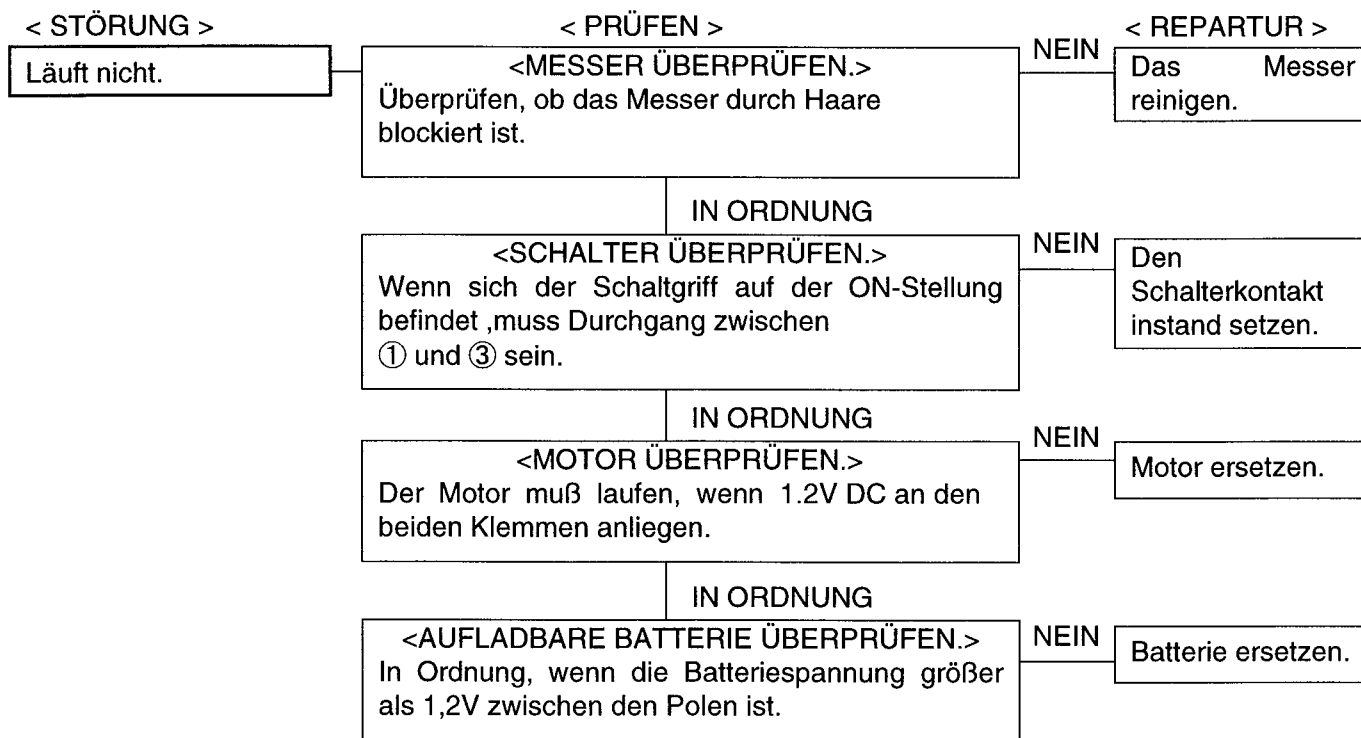 < STÖRUNG >
< PRÜFEN >
< REPARTUR >
Läuft nicht.
<MESSER ÜBERPRÜFEN.>
Überprüfen, ob das Messer durch Haare
blockiert ist.
NEIN
Das Messer
reinigen.
IN ORDNUNG
<SCHALTER ÜBERPRÜFEN.>
Wenn sich der Schaltgriff auf der ON-Stellung
befindet ,muss Durchgang zwischen
① und ③ sein.
NEIN
Den
Schalterkontakt
instand setzen.
IN ORDNUNG
<MOTOR ÜBERPRÜFEN.>
Der Motor muß laufen, wenn 1.2V DC an den
beiden Klemmen anliegen.
NEIN
Motor ersetzen.
IN ORDNUNG
<AUFLADBARE BATTERIE ÜBERPRÜFEN.>
In Ordnung, wenn die Batteriespannung größer
als 1,2V zwischen den Polen ist.
NEIN
Batterie ersetzen.